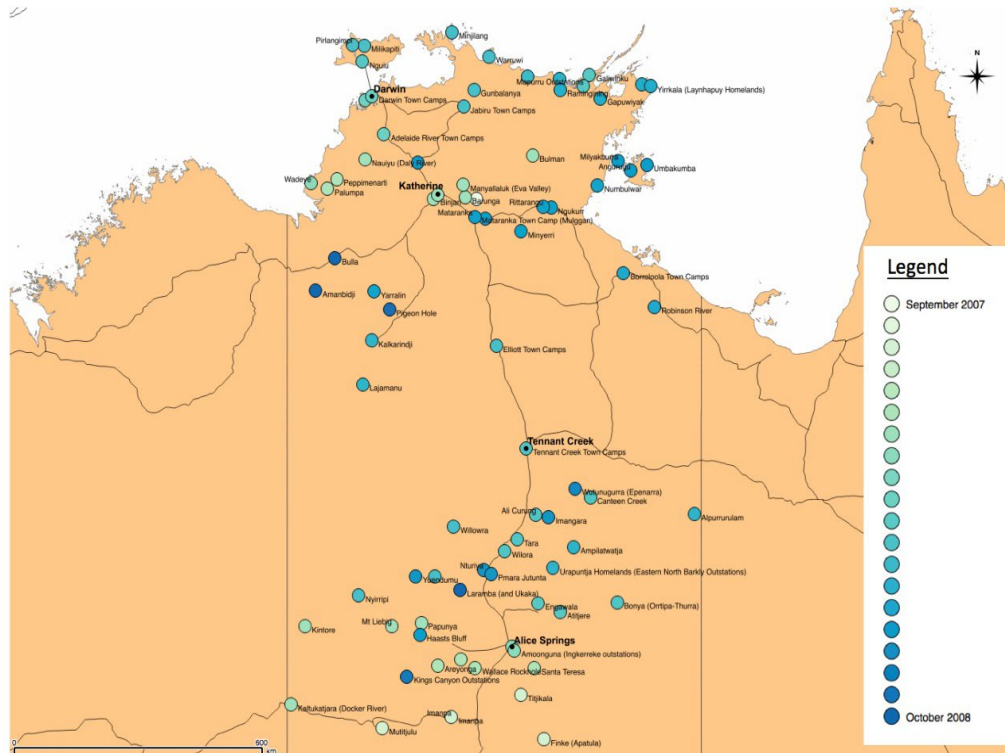 Minjilang
Pirlangimpi
Milikapiti
N
Nguiu
Warruwi
Galiwinku
Mapurru Outstations
Yirrkala (Laynhapuy Homelands)
Ramingining
Gapuwiyak
Gunbalanya
Darwin
Darwin Town Camps
Jabiru Town Camps
Adelaide River Town Camps
Nauiyu (Daly River)
Bulman
Milyakburra
Angurugu
Umbakumba
Wadeye
Peppimenarti
Palumpa
Katherine
Manyallaluk (Eva Valley)
Numbulwar
Binjari
Barunga
Rittarangu
Ngukurr
Mataranka
Mataranka Town Camp (Mulggan)
Minyerri
Bulla
Legend
Borroloola Town Camps
Amanbidji
Yarralin
September 2007
Robinson River
Pigeon Hole
Kalkarindji
Elliott Town Camps
Lajamanu
Tennant Creek
Tennant Creek Town Camps
Wutunugurra (Epenarra)
Canteen Creek
Ali Curung
Imangara
Alpurrurulam
Willowra
Tara
Wilora
Ampilatwatja
Nturiya
Pmara Jutunta
Urapuntja Homelands (Eastern North Barkly Outstations)
Yuendumu
Laramba (and Ukaka)
Nyirripi
Engawala
Bonya (Orrtipa-Thurra)
Atitjere
Kintore
Mt Liebig
Papunya
Haasts Bluff
Alice Springs
Amoonguna (Ingkerreke outstations)
Areyonga
Wallace Rockhole
Santa Teresa
Kings Canyon Outstations
Titjikala
Kaltukatjara (Docker River)
Imanpa
Imanpa
October 2008
Mutitjulu
Finke (Apatula)
0
600
km